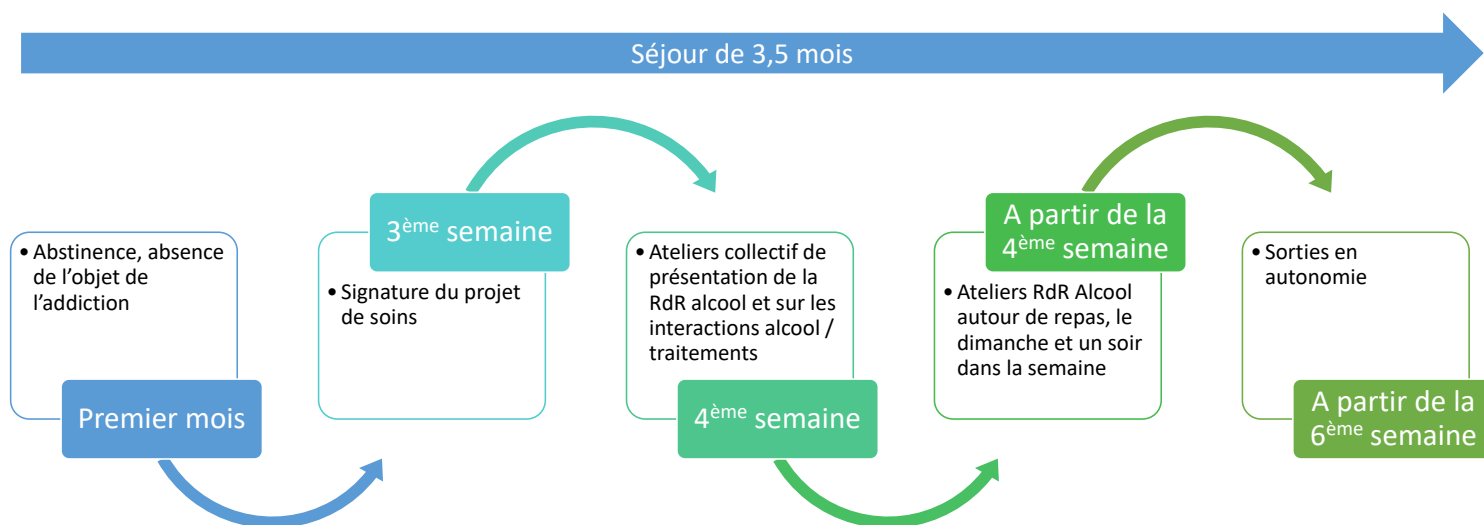 Séjour de 3,5 mois
• Abstinence, absence
de l'objet de
l'addiction
Premier mois
3ème semaine
• Signature du projet
de soins
• Ateliers collectif de
présentation de la
RdR alcool et sur les
interactions alcool /
traitements
4ème semaine
A partir de la
4ème semaine
• Ateliers RdR Alcool
autour de repas, le
dimanche et un soir
dans la semaine
• Sorties en
autonomie
A partir de la
6ème semaine